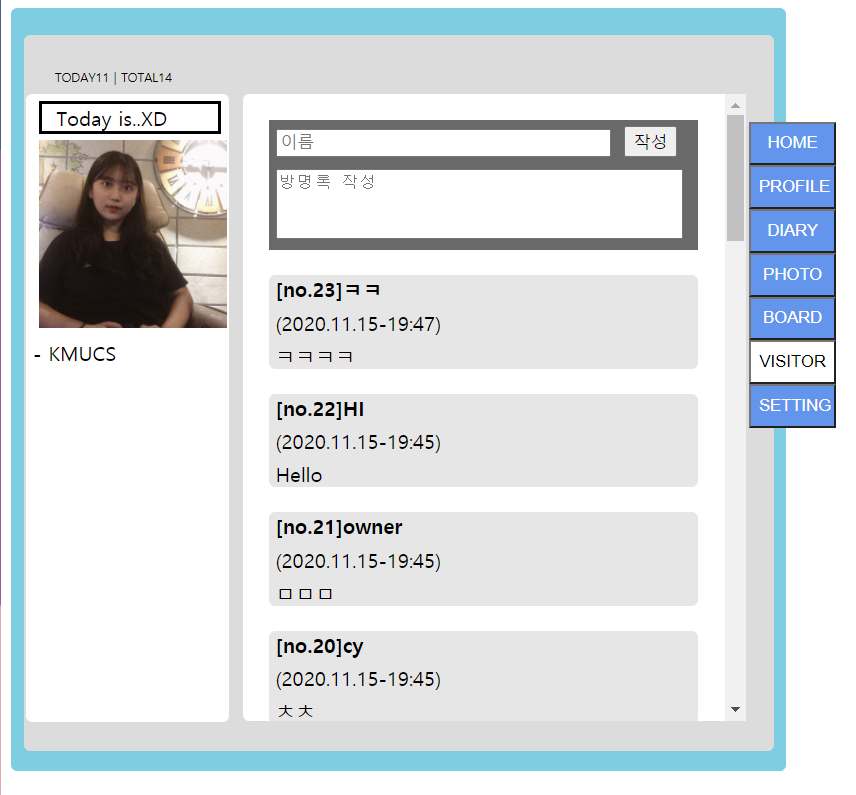 TODAY11 | TOTAL14
Today is..XD
- KMUCS
이름
작성
방명록 작성
[no.23]ㅋㅋ
(2020.11.15-19:47)
ㅋㅋㅋㅋ
[no.22]HI
(2020.11.15-19:45)
Hello
[no.21]owner
(2020.11.15-19:45)
ㅁㅁㅁ
[no.20]cy
(2020.11.15-19:45)
ㅊㅊ
HOME
PROFILE
DIARY
PHOTO
BOARD
VISITOR
SETTING